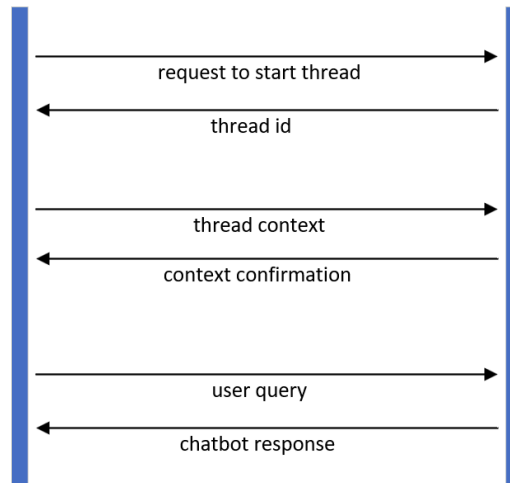 request to start thread
thread id
thread context
context confirmation
user query
chatbot response